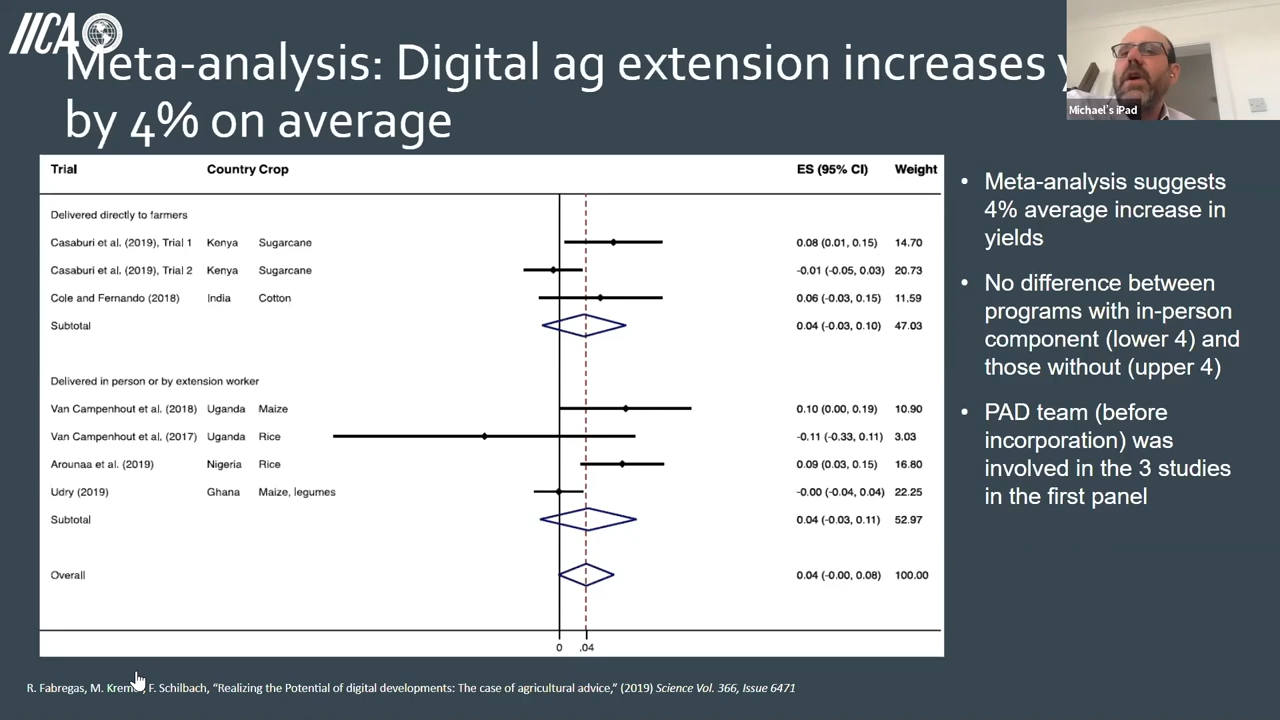 IICA
Meta-analysis: Digital ag extension increases
by 4% on average
Michael's iPad
Trial Country Crop ES (95% CI) Weight
Delivered directly to farmers
Casaburi et al. (2019), Trial 1 Kenya Sugarcane 0.08 (0.01, 0.15) 14.70
Casaburi et al. (2019), Trial 2 Kenya Sugarcane -0.01 (-0.05, 0.03) 20.73
Cole and Fernando (2018) India Cotton 0.06 (-0.03, 0.15) 11.59
Subtotal 0.04 (-0.03, 0.10) 47.03
Delivered in person or by extension worker
Van Campenhout et al. (2018) Uganda Maize 0.10 (0.00, 0.19) 10.90
Van Campenhout et al. (2017) Uganda Rice -0.11 (-0.33, 0.11) 3.03
Arounaa et al. (2019) Nigeria Rice 0.09 (0.03, 0.15) 16.80
Udry (2019) Ghana Maize, legumes -0.00 (-0.04, 0.04) 22.25
Subtotal 0.04 (-0.03, 0.11) 52.97
Overall 0.04 (-0.00, 0.08) 100.00
0 .04
• Meta-analysis suggests
4% average increase in
yields
• No difference between
programs with in-person
component (lower 4) and
those without (upper 4)
• PAD team (before
incorporation) was
involved in the 3 studies
in the first panel
R. Fabregas, M. F. Schilbach, "Realizing the Potential of digital developments: The case of agricultural advice," (2019) Science Vol. 366, Issue 6471